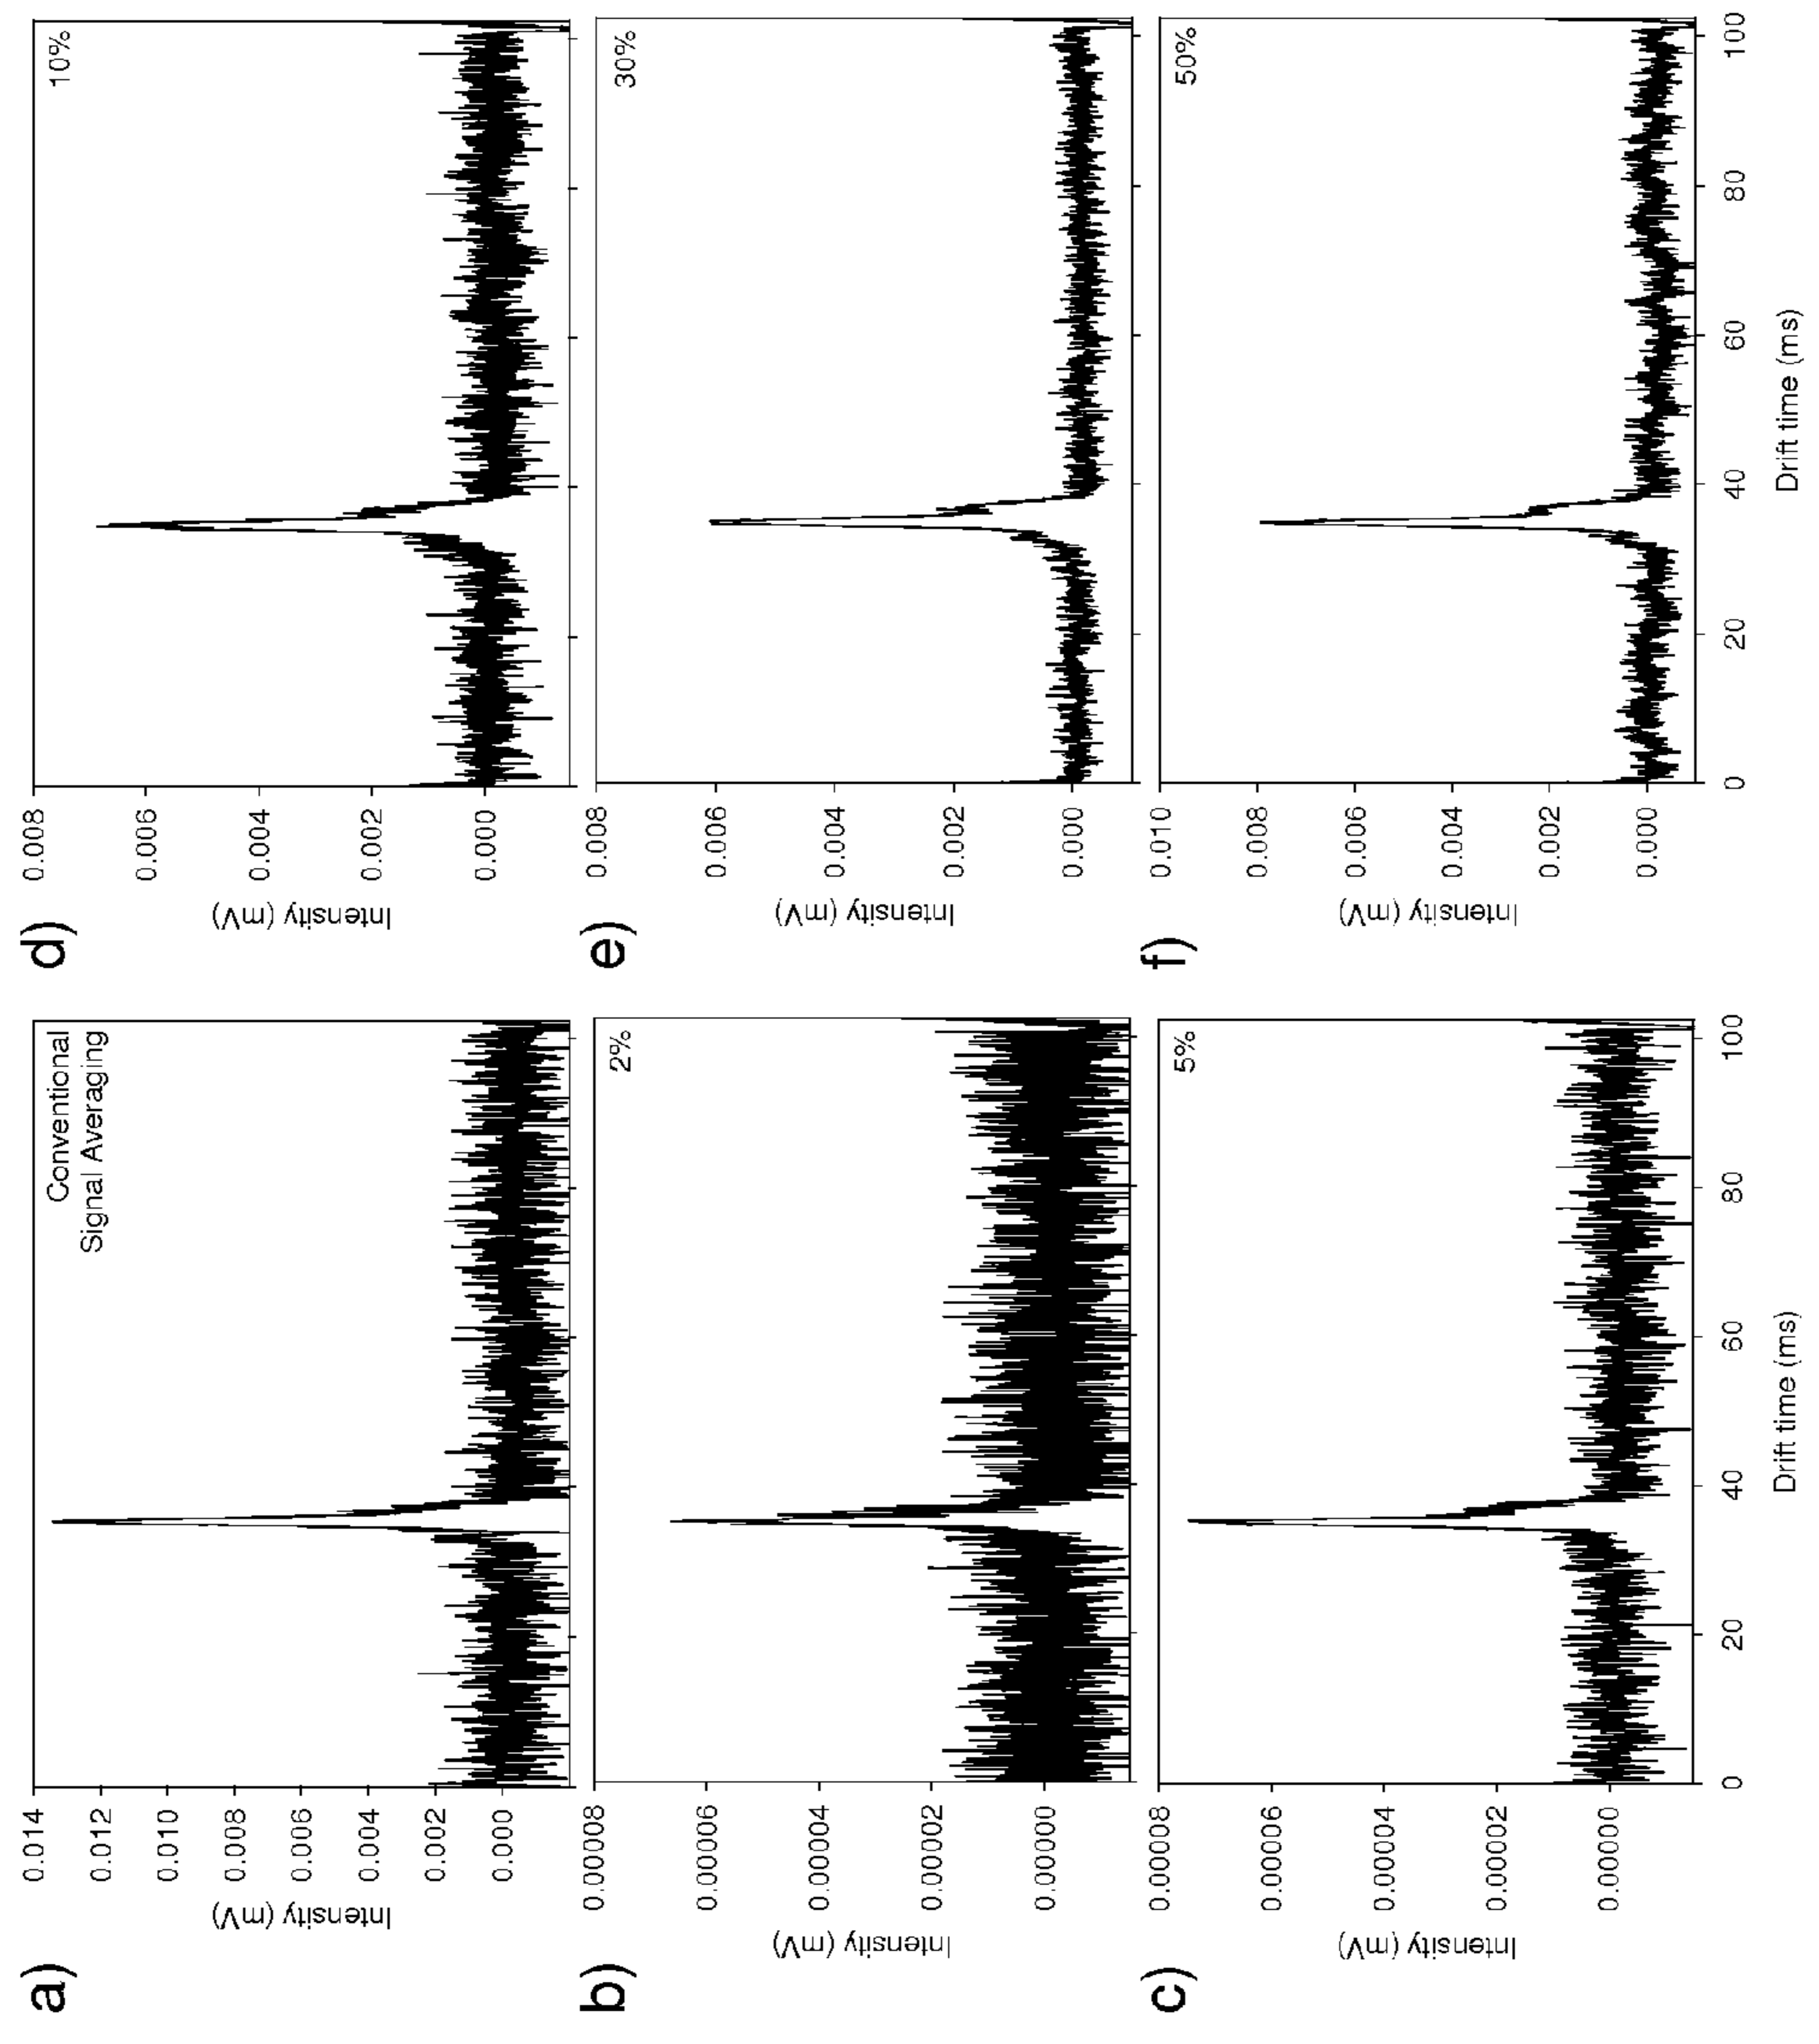 a)
Intensity (mV)
0.014
0.012
0.010
0.008
0.006
0.004
0.002
0.000
Conventional
Signal Averaging
d)
Intensity (mV)
0.008
0.006
0.004
0.002
0.000
10%
b)
Intensity (mV)
0.00008
0.00006
0.00004
0.00002
0.00000
2%
e)
Intensity (mV)
0.008
0.006
0.004
0.002
0.000
30%
c)
Intensity (mV)
0.00008
0.00006
0.00004
0.00002
0.00000
5%
0 20 40 60 80 100
Drift time (ms)
f)
Intensity (mV)
0.010
0.008
0.006
0.004
0.002
0.000
50%
0 20 40 60 80 100
Drift time (ms)